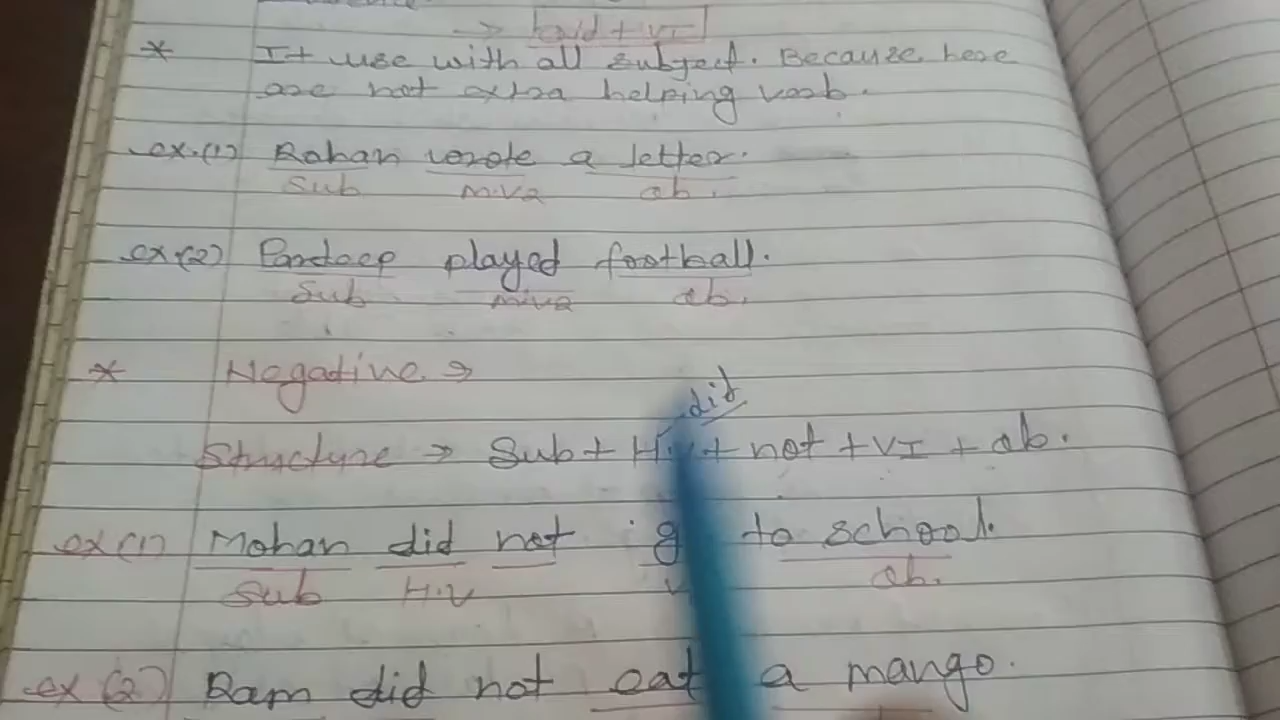 → did + VI
* It use with all subject. Because here
are not extra helping verb.
ex.(1) Rohan wrote a letter.
Sub m.v2 ob.
ex.(2) Pardeep played football.
Sub m.v2 ob.
* Negative →
did
Structure → Sub + H.v + not + VI + ob.
ex (1) Mohan did not to school.
Sub H.v ob.
ex (2) Ram did not eat a mango.